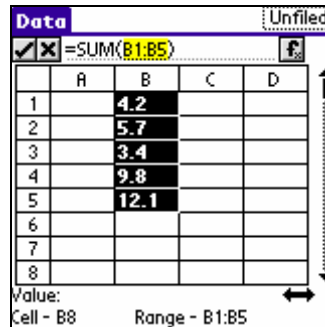 Data Unfiled
=SUM(B1:B5) fx
A B C D
1 4.2
2 5.7
3 3.4
4 9.8
5 12.1
6
7
8
Value:
Cell - B8 Range - B1:B5